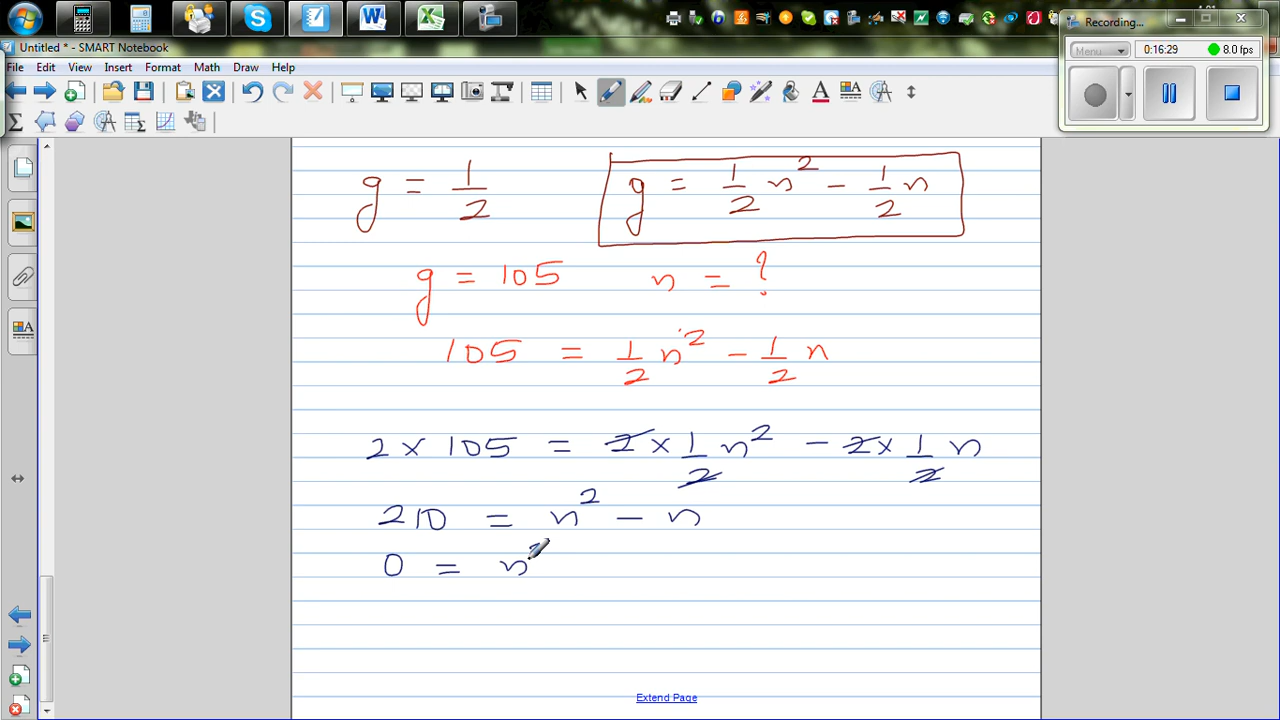 Untitled * - SMART Notebook
File Edit View Insert Format Math Draw Help
Recording...
Menu
0:16:29
8.0 fps
g = 1/2
g = 1/2 n² - 1/2 n
g = 105 n = ?
105 = 1/2 n² - 1/2 n
2 × 105 = 2 × 1/2 n² - 2 × 1/2 n
210 = n² - n
0 = n
Extend Page